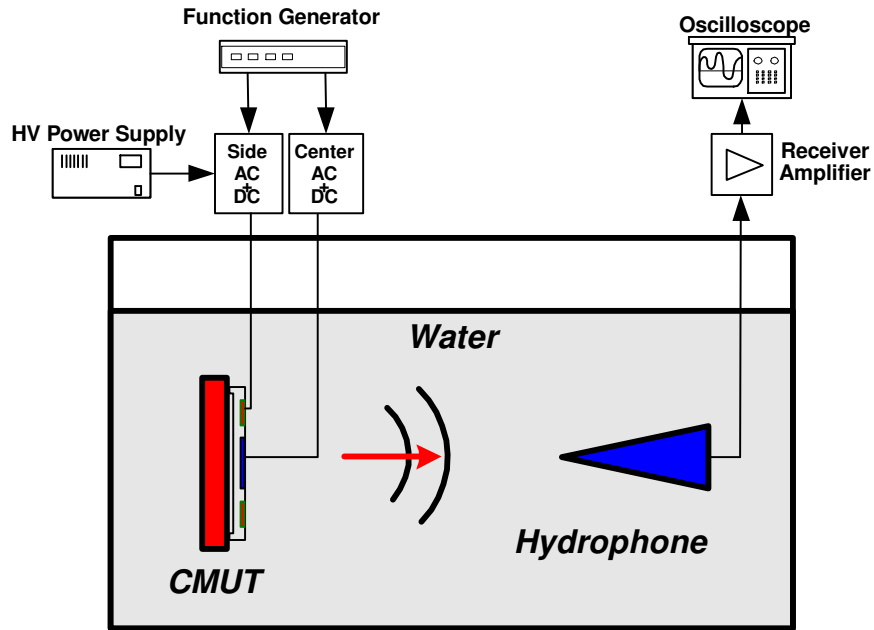 Function Generator
Oscilloscope
HV Power Supply
Side
AC
+
DC
Center
AC
+
DC
Receiver
Amplifier
Water
Hydrophone
CMUT